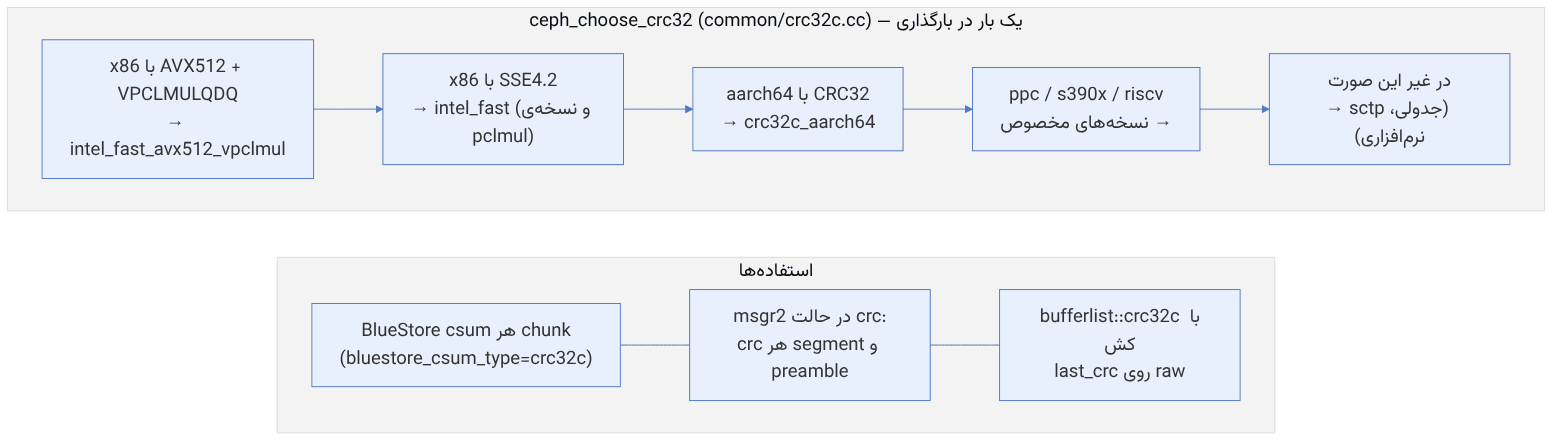 ceph_choose_crc32 (common/crc32c.cc) — یک بار در بارگذاری
x86 با AVX512 +
VPCLMULQDQ
→
intel_fast_avx512_vpclmul
x86 با SSE4.2
→ intel_fast (و نسخه‌ی
pclmul)
aarch64 با CRC32
→ crc32c_aarch64
ppc / s390x / riscv
→ نسخه‌های مخصوص
در غیر این صورت
→ sctp (جدولی،
نرم‌افزاری)
استفاده‌ها
BlueStore csum هر chunk
(bluestore_csum_type=crc32c)
msgr2 در حالت crc:
crc هر segment و
preamble
bufferlist::crc32c با
کش
last_crc روی raw